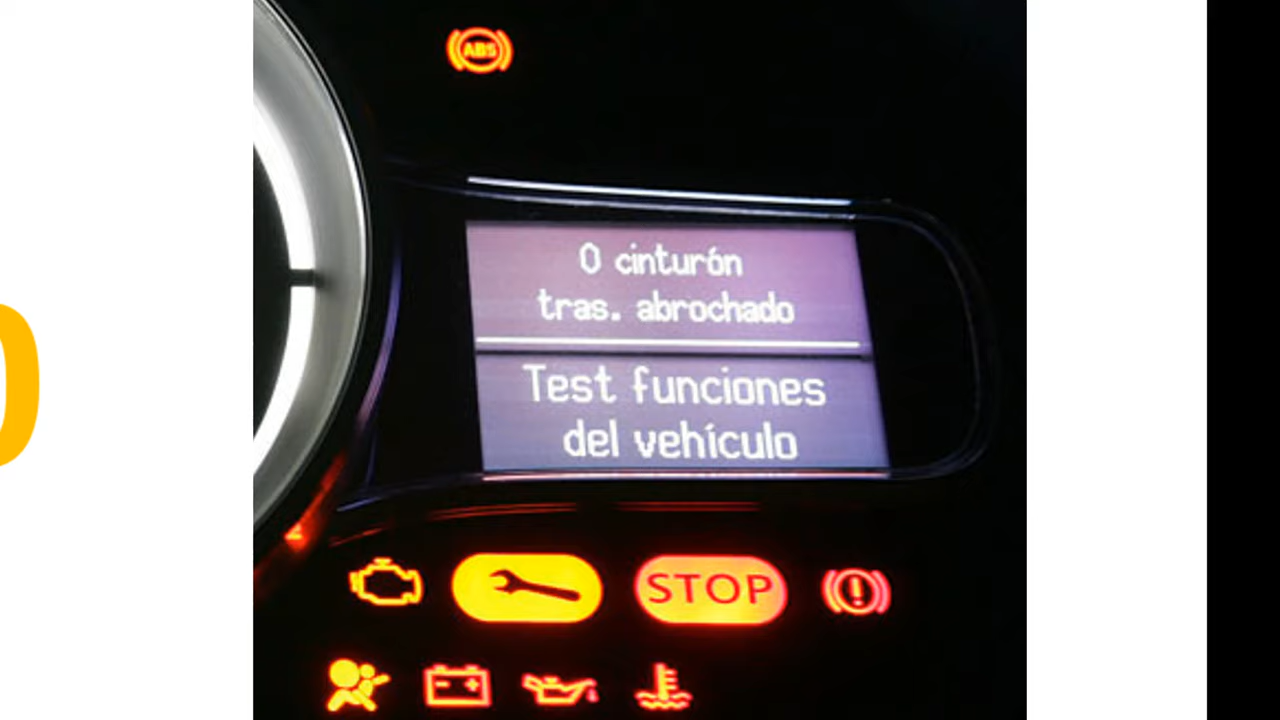 ABS
0 cinturón
tras. abrochado
Test funciones
del vehículo
STOP